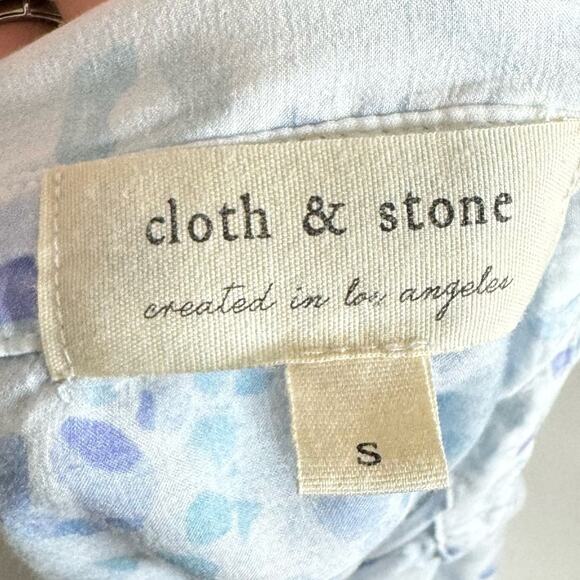 cloth & stone
created in los angeles
S